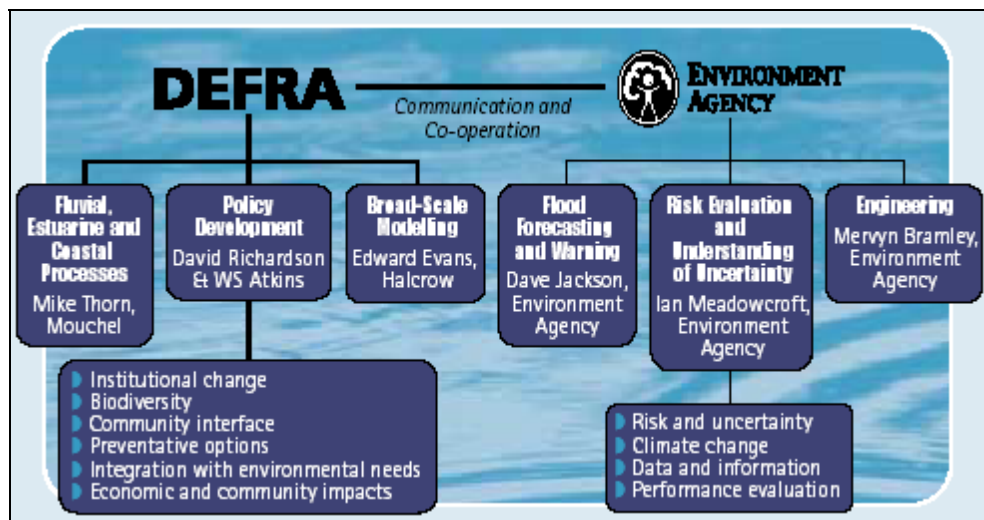 DEFRA
Communication and
Co-operation
ENVIRONMENT
AGENCY
Fluvial,
Estuarine and
Coastal
Processes
Mike Thorn,
Mouchel
Policy
Development
David Richardson
& WS Atkins
Broad-Scale
Modelling
Edward Evans,
Halcrow
Flood
Forecasting
and Warning
Dave Jackson,
Environment
Agency
Risk Evaluation
and
Understanding
of Uncertainty
Ian Meadowcroft,
Environment
Agency
Engineering
Mervyn Bramley,
Environment
Agency
Institutional change
Biodiversity
Community interface
Preventative options
Integration with environmental needs
Economic and community impacts
Risk and uncertainty
Climate change
Data and information
Performance evaluation